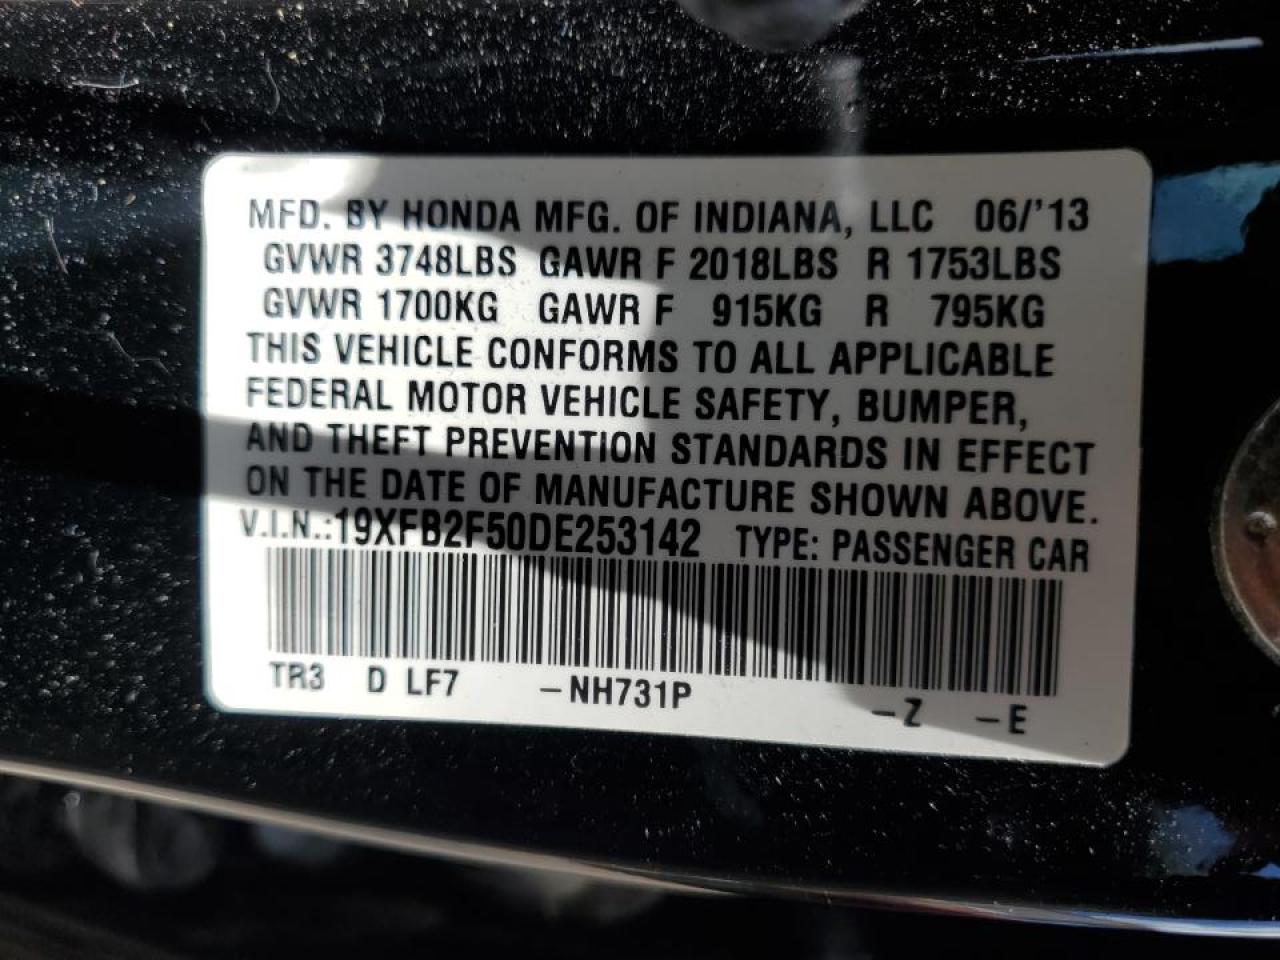 MFD. BY HONDA MFG. OF INDIANA, LLC 06/'13
GVWR 3748LBS GAWR F 2018LBS R 1753LBS
GVWR 1700KG GAWR F 915KG R 795KG
THIS VEHICLE CONFORMS TO ALL APPLICABLE
FEDERAL MOTOR VEHICLE SAFETY, BUMPER,
AND THEFT PREVENTION STANDARDS IN EFFECT
ON THE DATE OF MANUFACTURE SHOWN ABOVE.
V.I.N.:19XFB2F50DE253142 TYPE: PASSENGER CAR
TR3 D LF7 -NH731P -Z -E